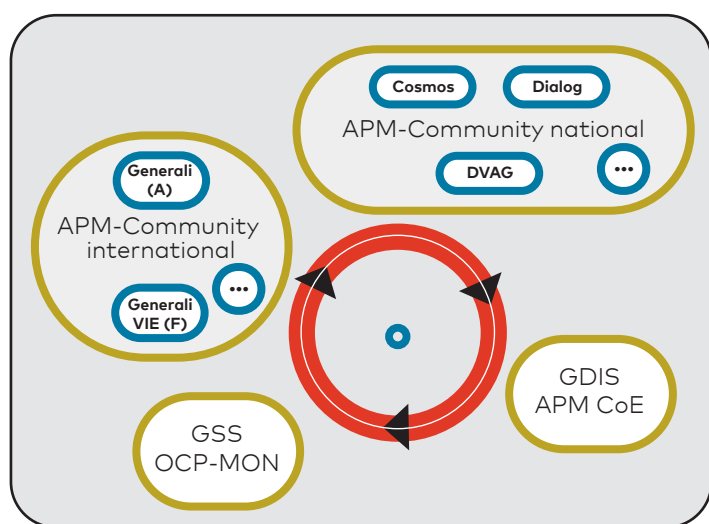 Cosmos
Dialog
APM-Community national
DVAG
•••
Generali
(A)
APM-Community
international
•••
Generali
VIE (F)
GDIS
APM CoE
GSS
OCP-MON